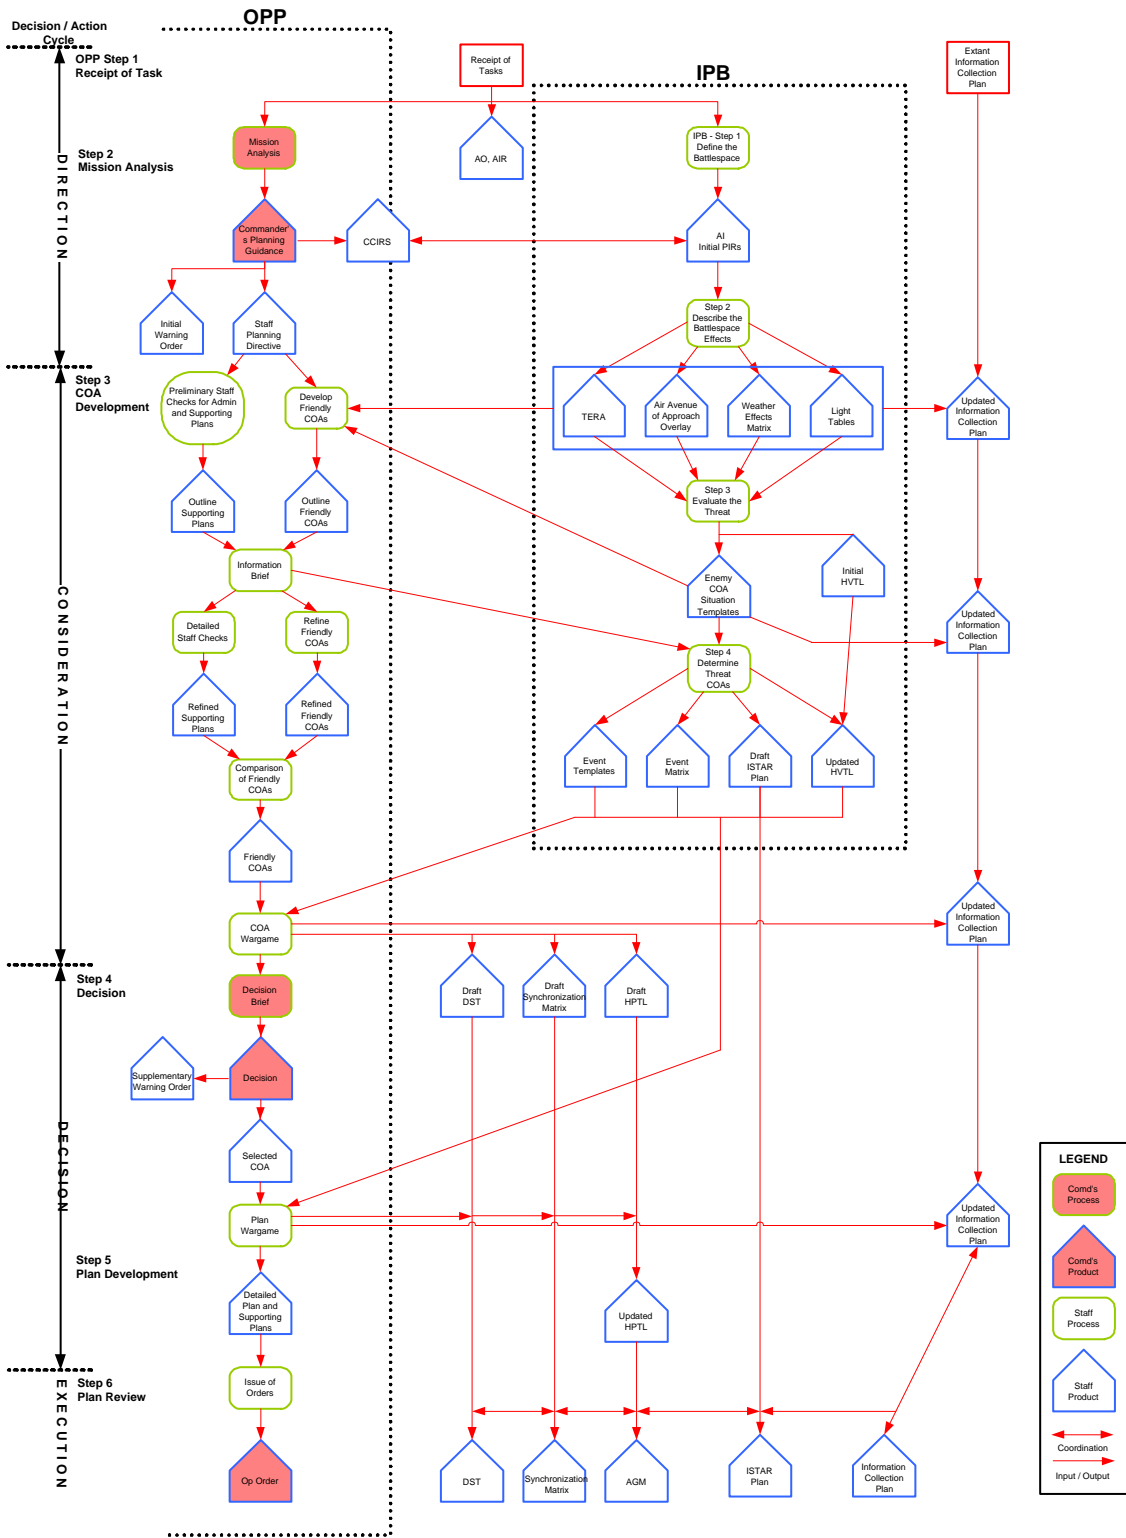 OPP
Decision / Action
Cycle
OPP Step 1
Receipt of Task
Receipt of
Tasks
Extant
Information
Collection
Plan
IPB
DIRECTION
Step 2
Mission Analysis
Mission
Analysis
AO, AIR
IPB - Step 1
Define the
Battlespace
Commander'
s Planning
Guidance
CCIRS
AI
Initial PIRs
Initial
Warning
Order
Staff
Planning
Directive
Step 2
Describe the
Battlespace
Effects
Step 3
COA
Development
Preliminary Staff
Checks for Admin
and Supporting
Plans
Develop
Friendly
COAs
TERA
Air Avenue
of Approach
Overlay
Weather
Effects
Matrix
Light
Tables
Updated
Information
Collection
Plan
CONSIDERATION
Outline
Supporting
Plans
Outline
Friendly
COAs
Step 3
Evaluate the
Threat
Information
Brief
Enemy
COA
Situation
Templates
Initial
HVTL
Updated
Information
Collection
Plan
Detailed
Staff Checks
Refine
Friendly
COAs
Step 4
Determine
Threat
COAs
Refined
Supporting
Plans
Refined
Friendly
COAs
Event
Templates
Event
Matrix
Draft
ISTAR
Plan
Updated
HVTL
Comparison
of Friendly
COAs
Friendly
COAs
COA
Wargame
Updated
Information
Collection
Plan
Step 4
Decision
Decision
Brief
Draft
DST
Draft
Synchronization
Matrix
Draft
HPTL
DECISION
Supplementary
Warning Order
Decision
Selected
COA
Plan
Wargame
Updated
Information
Collection
Plan
Step 5
Plan Development
Detailed
Plan and
Supporting
Plans
Updated
HPTL
EXECUTION
Step 6
Plan Review
Issue of
Orders
Op Order
DST
Synchronization
Matrix
AGM
ISTAR
Plan
Information
Collection
Plan
LEGEND
Comd's
Process
Comd's
Product
Staff
Process
Staff
Product
Coordination
Input / Output